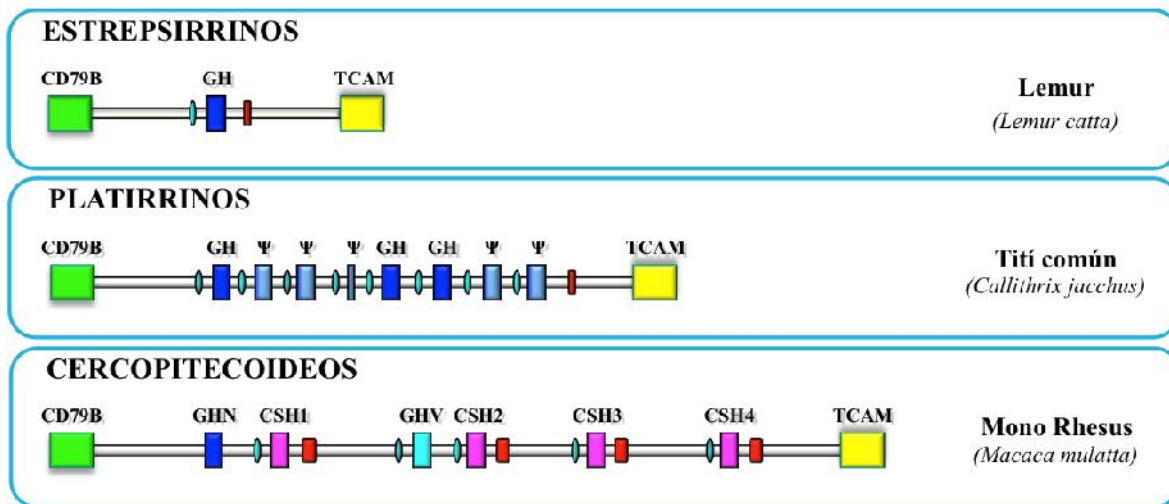 ESTREPSIRRINOS
CD79B GH TCAM
Lemur
(Lemur catta)
PLATIRRINOS
CD79B GH Ψ Ψ Ψ GH GH Ψ Ψ TCAM
Tití común
(Callithrix jacchus)
CERCOPITECOIDEOS
CD79B GHN CSH1 GHV CSH2 CSH3 CSH4 TCAM
Mono Rhesus
(Macaca mulatta)